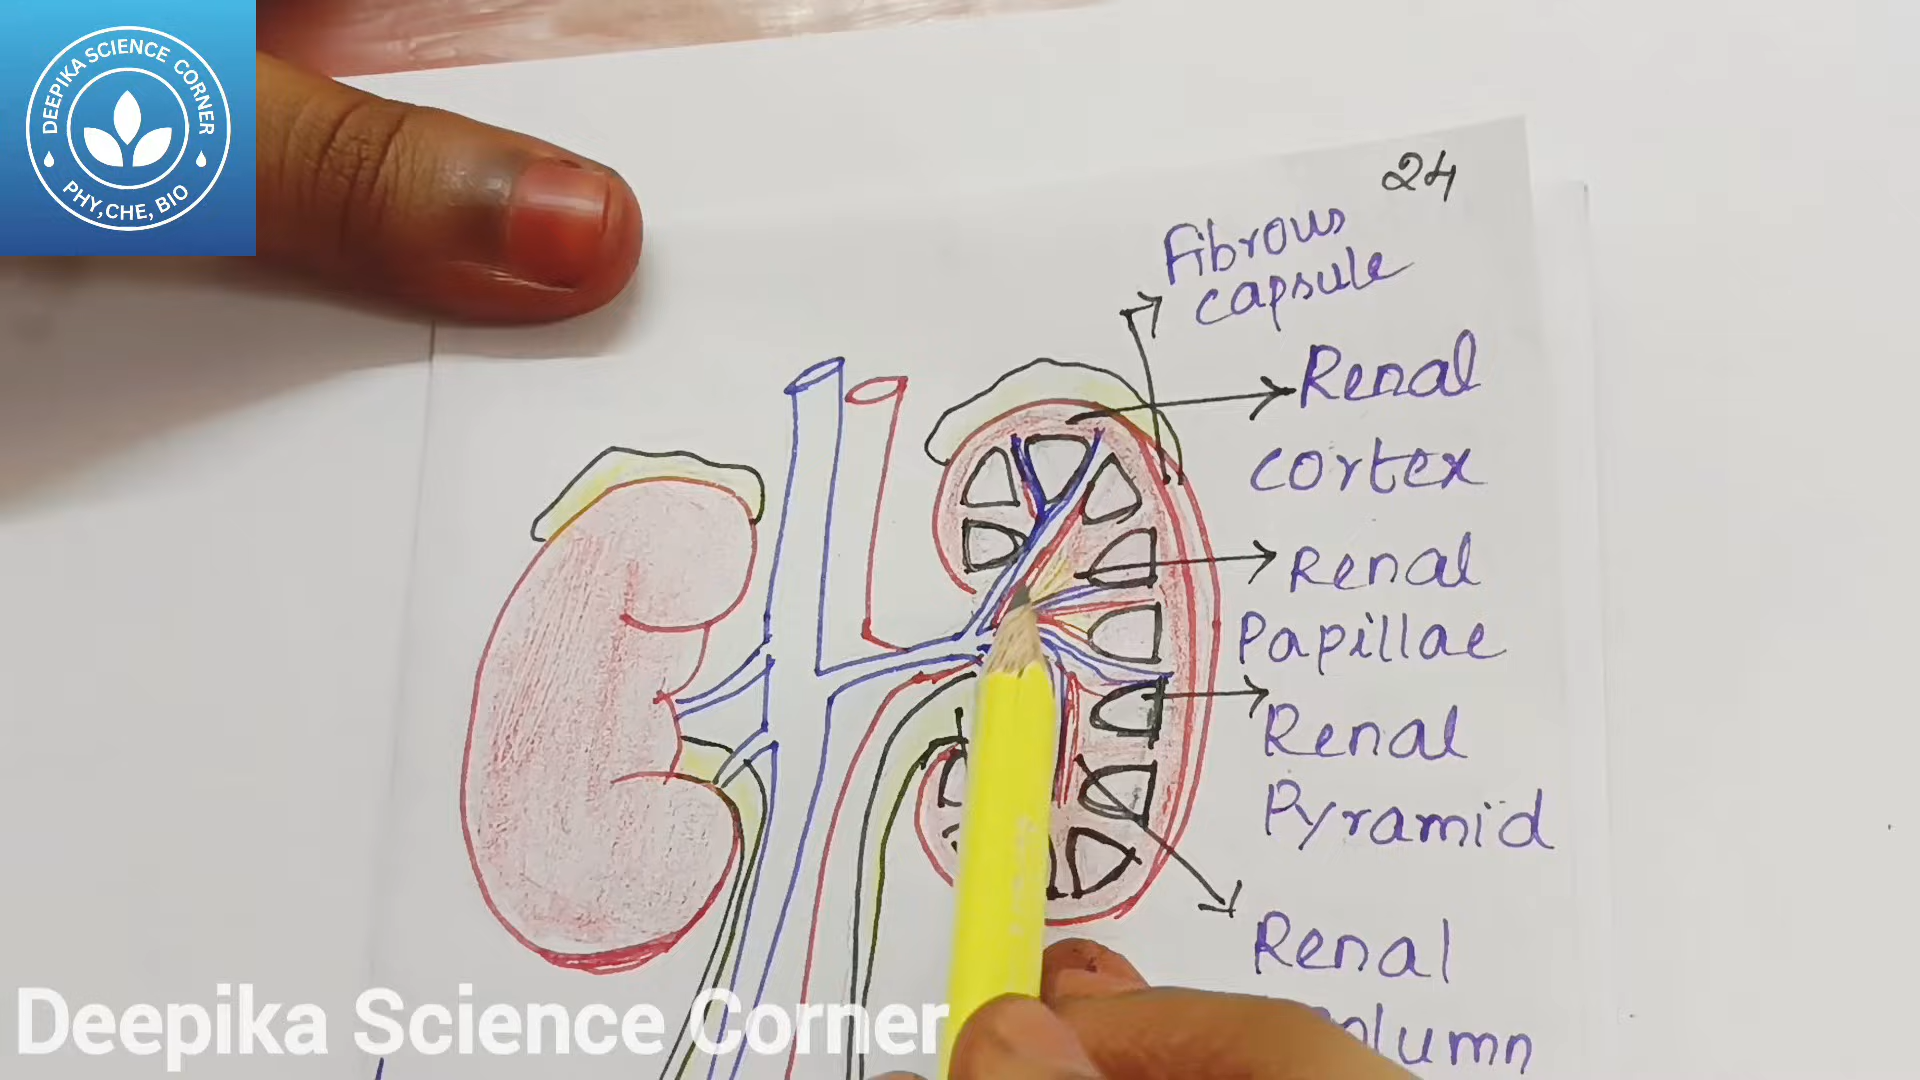 DEEPIKA SCIENCE CORNER
PHY,CHE, BIO
24
Fibrous
capsule
Renal
cortex
Renal
Papillae
Renal
Pyramid
Renal
Deepika Science Corner